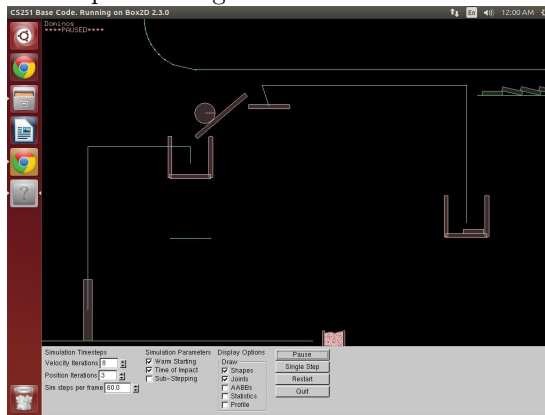 CS251 Base Code. Running on Box2D 2.3.0
En
12:00 AM
Dominos
****PAUSED****
?
Simulation Timesteps
Velocity Iterations 8
Position Iterations 3
Sim steps per frame 60.0
Simulation Parameters
Warm Starting
Time of Impact
Sub-Stepping
Display Options
Draw
Shapes
Joints
AABBs
Statistics
Profile
Pause
Single Step
Restart
Quit